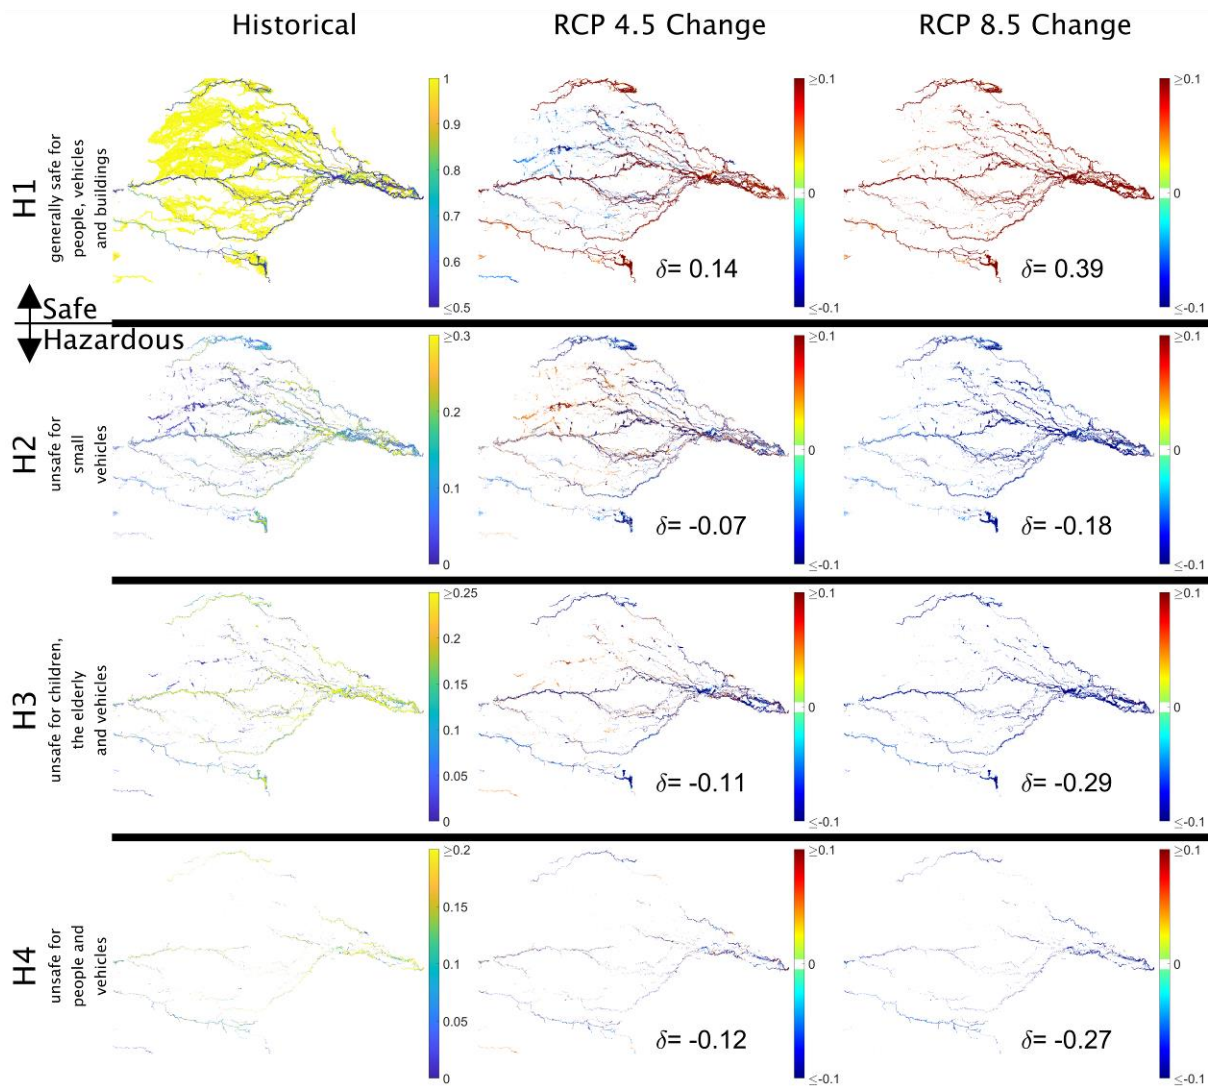 Historical
RCP 4.5 Change
RCP 8.5 Change
H1
generally safe for
people, vehicles
and buildings
1
0.9
0.8
0.7
0.6
≤0.5
≥0.1
0
≤-0.1
δ= 0.14
≥0.1
0
≤-0.1
δ= 0.39
Safe
Hazardous
H2
unsafe for
small
vehicles
≥0.3
0.2
0.1
0
≥0.1
0
≤-0.1
δ= -0.07
≥0.1
0
≤-0.1
δ= -0.18
H3
unsafe for children,
the elderly
and vehicles
≥0.25
0.2
0.15
0.1
0.05
0
≥0.1
0
≤-0.1
δ= -0.11
≥0.1
0
≤-0.1
δ= -0.29
H4
unsafe for
people and
vehicles
≥0.2
0.15
0.1
0.05
0
≥0.1
0
≤-0.1
δ= -0.12
≥0.1
0
≤-0.1
δ= -0.27